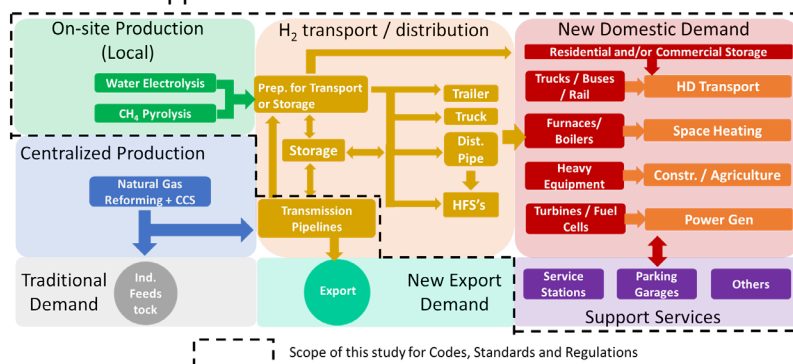 On-site Production
(Local)
Water Electrolysis
CH4 Pyrolysis
Centralized Production
Natural Gas
Reforming + CCS
Traditional
Demand
Ind.
Feeds
tock
H2 transport / distribution
Prep. for Transport
or Storage
Storage
Transmission
Pipelines
Trailer
Truck
Dist.
Pipe
HFS's
Export
New Export
Demand
New Domestic Demand
Residential and/or Commercial Storage
Trucks / Buses
/ Rail
HD Transport
Furnaces/
Boilers
Space Heating
Heavy
Equipment
Constr. / Agriculture
Turbines / Fuel
Cells
Power Gen
Service
Stations
Parking
Garages
Others
Support Services
Scope of this study for Codes, Standards and Regulations